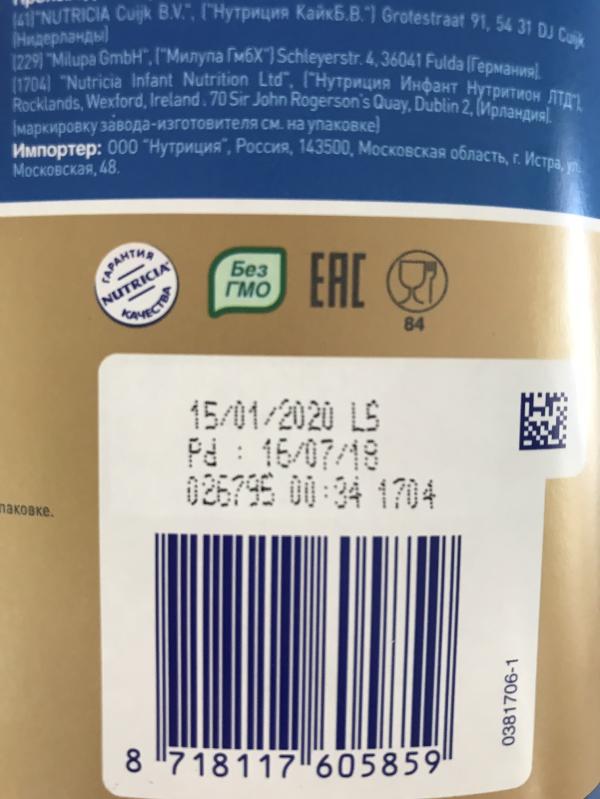 (41)"NUTRICIA Cuijk B.V.", ("Нутриция КайкБ.В.") Grotestraat 91, 54 31 DJ Cuijk
(Нидерланды)
(229) "Milupa GmbH", ("Милупа ГмбХ") Schleyerstr. 4, 36041 Fulda (Германия).
(1704) "Nutricia Infant Nutrition Ltd", ("Нутриция Инфант Нутритион ЛТД"),
Rocklands, Wexford, Ireland . 70 Sir John Rogerson's Quay, Dublin 2, (Ирландия).
(маркировку завода-изготовителя см. на упаковке)
Импортер: ООО "Нутриция", Россия, 143500, Московская область, г. Истра, ул.
Московская, 48.
ГАРАНТИЯ
NUTRICIA
КАЧЕСТВА
Без
ГМО
EAC
84
15/01/2020 LS
Pd : 16/07/18
026795 00:34 1704
паковке.
0381706-1
8 718117 605859